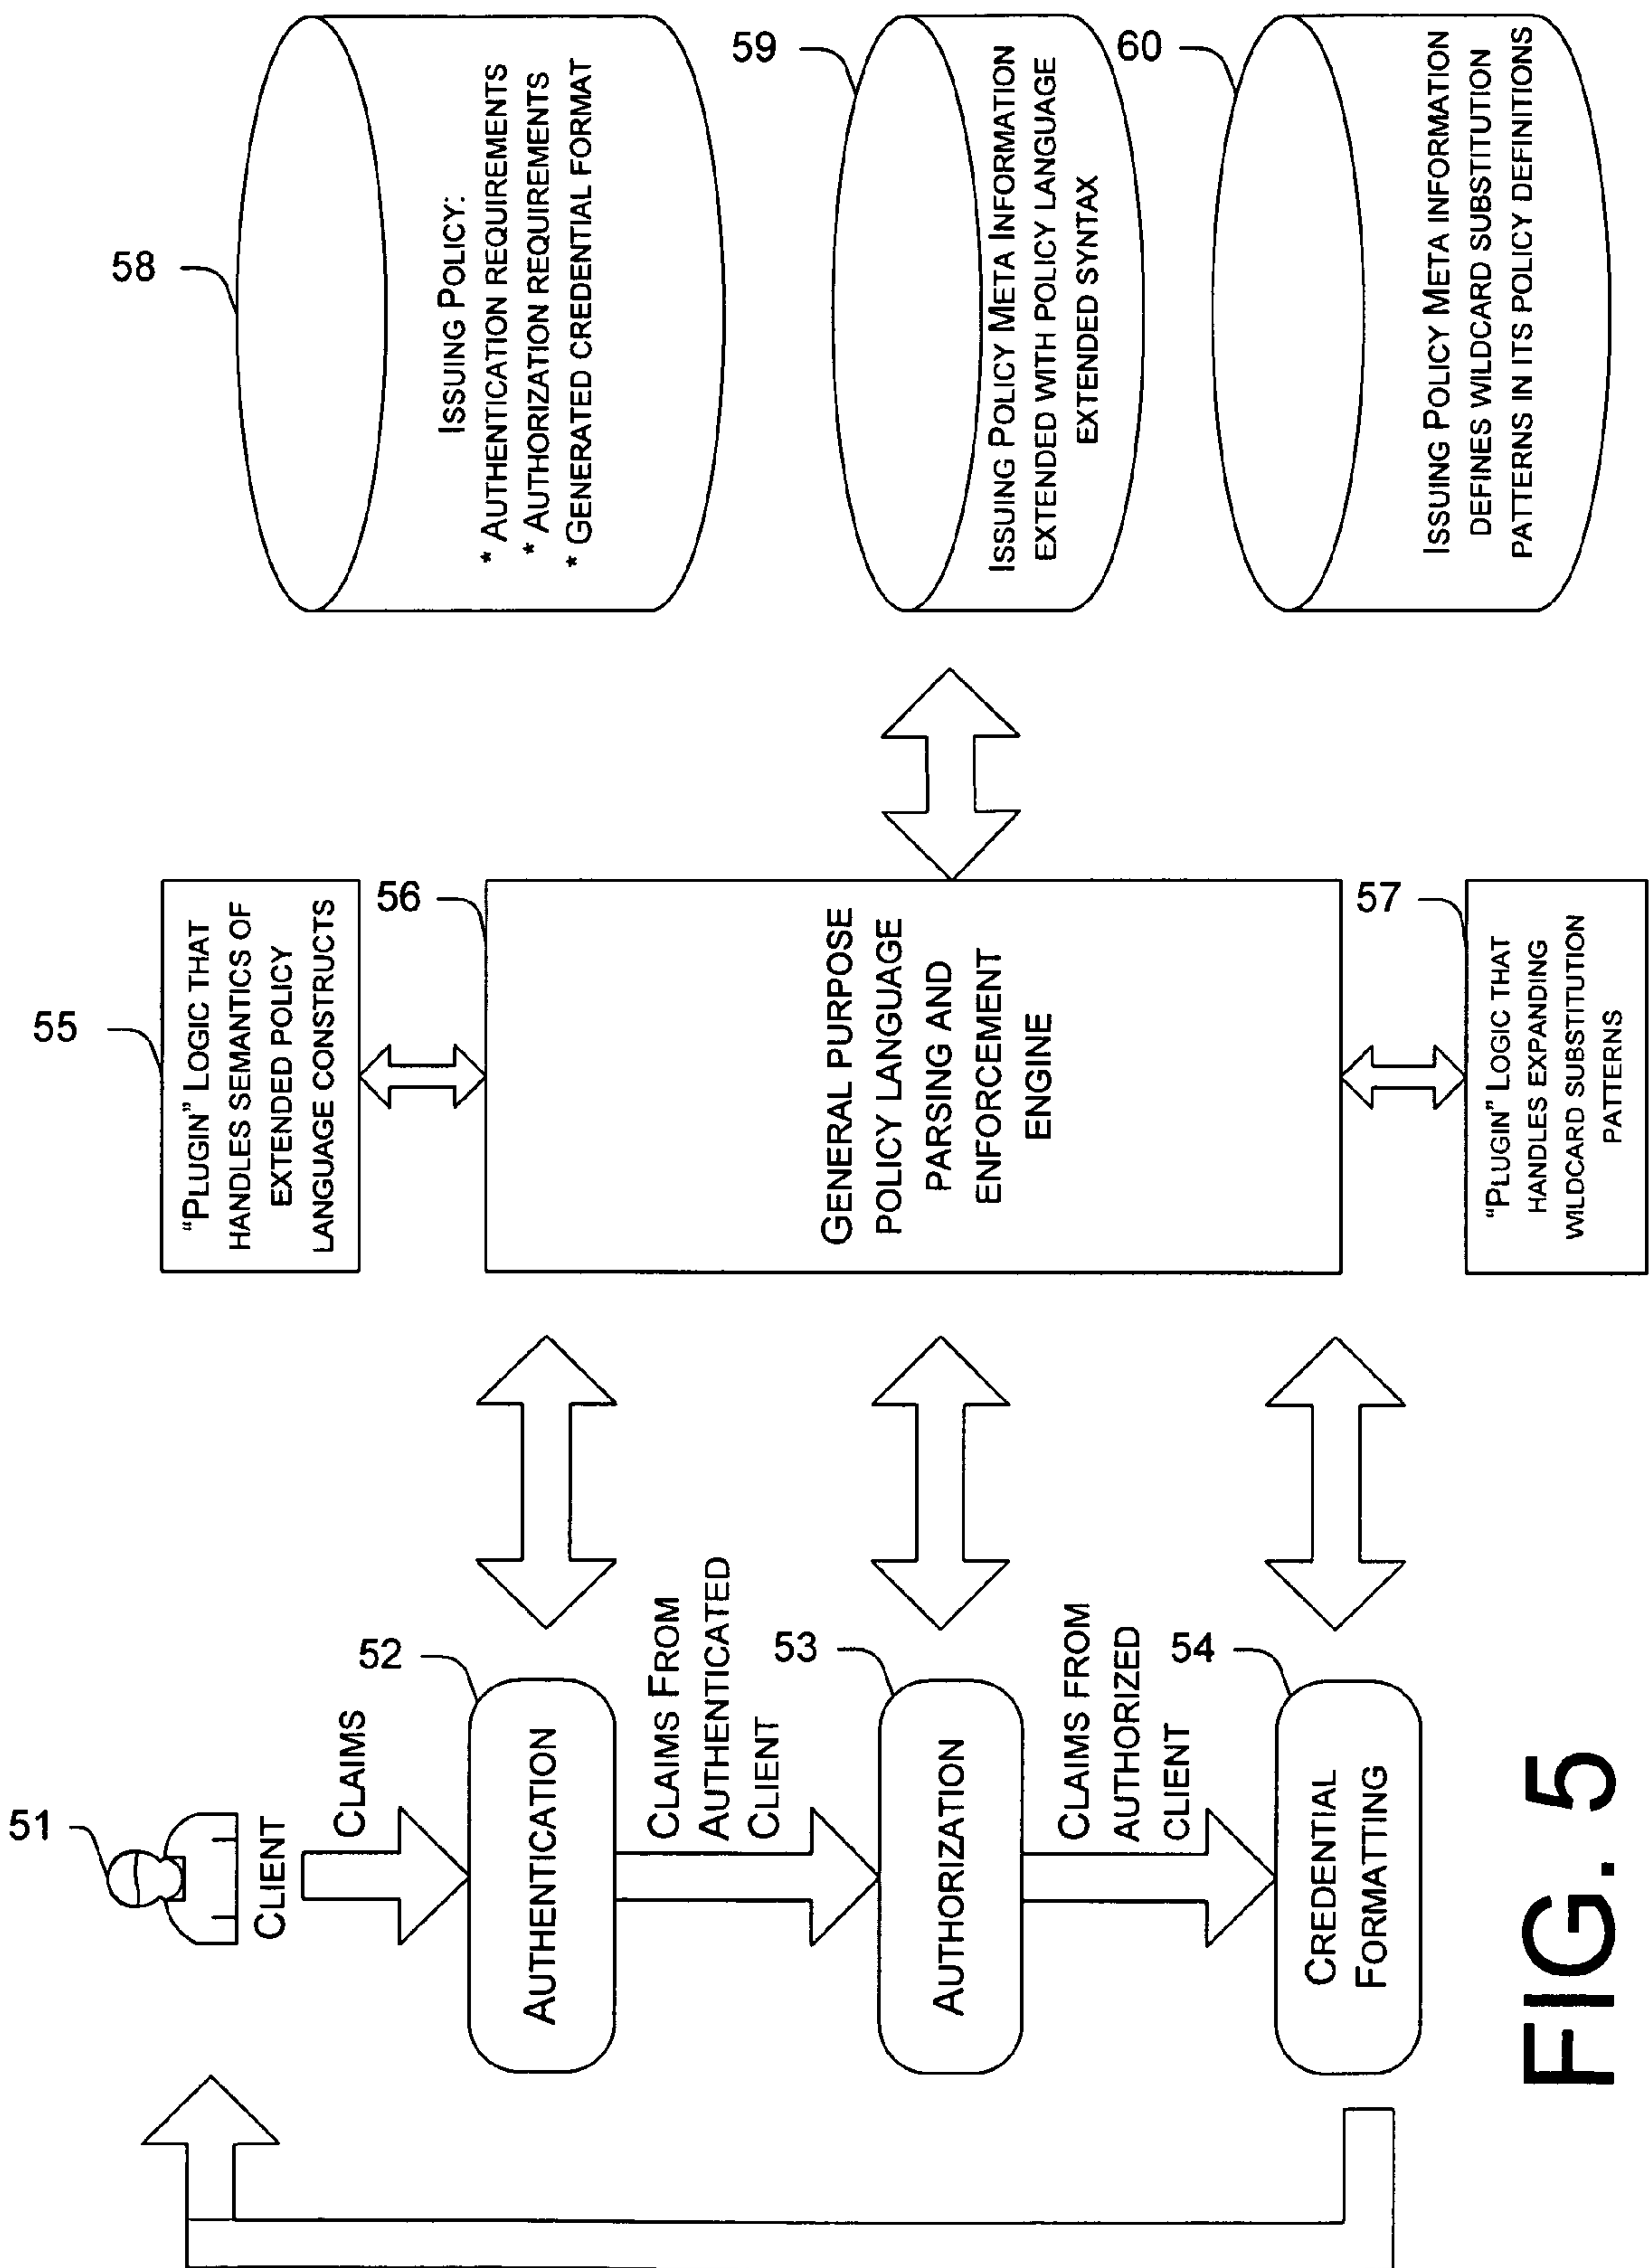 51
CLIENT
CLAIMS
52
AUTHENTICATION
CLAIMS FROM
AUTHENTICATED
CLIENT
53
AUTHORIZATION
CLAIMS FROM
AUTHORIZED
CLIENT
54
CREDENTIAL
FORMATTING
55
"PLUGIN" LOGIC THAT
HANDLES SEMANTICS OF
EXTENDED POLICY
LANGUAGE CONSTRUCTS
56
GENERAL PURPOSE
POLICY LANGUAGE
PARSING AND
ENFORCEMENT
ENGINE
57
"PLUGIN" LOGIC THAT
HANDLES EXPANDING
WILDCARD SUBSTITUTION
PATTERNS
58
ISSUING POLICY:
* AUTHENTICATION REQUIREMENTS
* AUTHORIZATION REQUIREMENTS
* GENERATED CREDENTIAL FORMAT
59
ISSUING POLICY META INFORMATION
EXTENDED WITH POLICY LANGUAGE
EXTENDED SYNTAX
60
ISSUING POLICY META INFORMATION
DEFINES WILDCARD SUBSTITUTION
PATTERNS IN ITS POLICY DEFINITIONS
FIG. 5